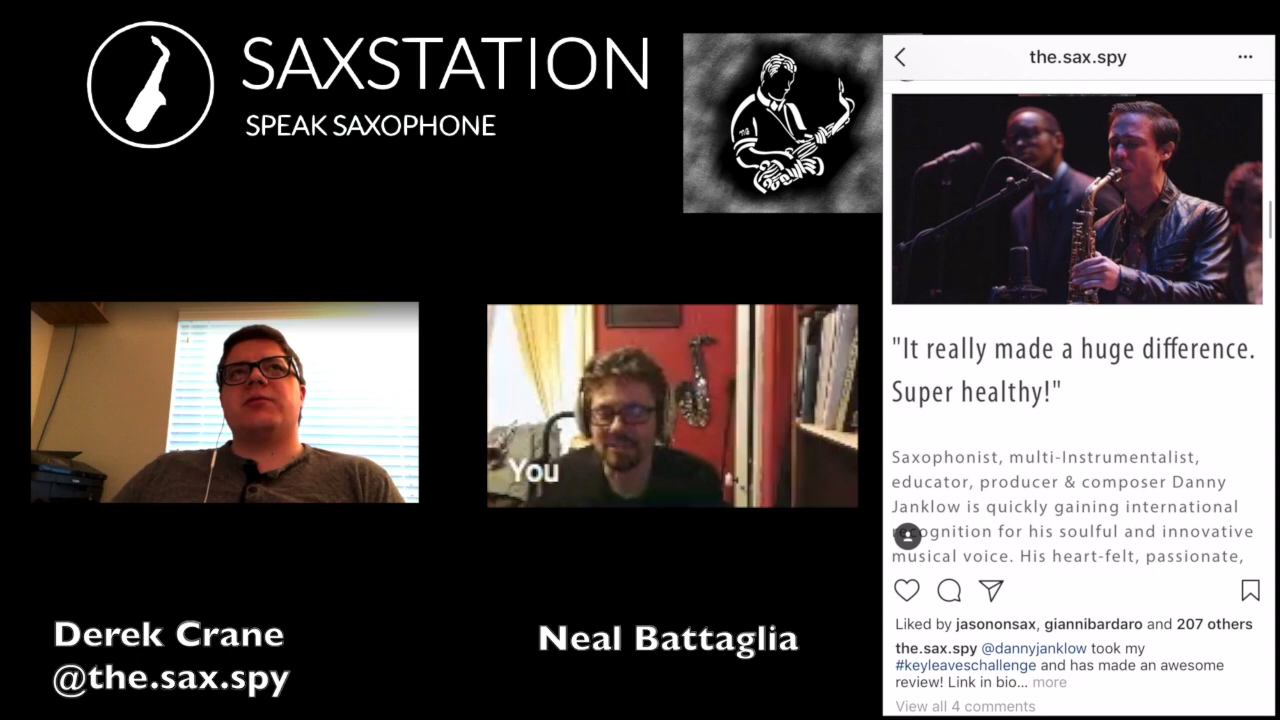 SAXSTATION
SPEAK SAXOPHONE
You
Derek Crane
@the.sax.spy
Neal Battaglia
the.sax.spy
"It really made a huge difference.
Super healthy!"
Saxophonist, multi-Instrumentalist,
educator, producer & composer Danny
Janklow is quickly gaining international
recognition for his soulful and innovative
musical voice. His heart-felt, passionate,
Liked by jasononsax, giannibardaro and 207 others
the.sax.spy @dannyjanklow took my
#keyleaveschallenge and has made an awesome
review! Link in bio... more
View all 4 comments